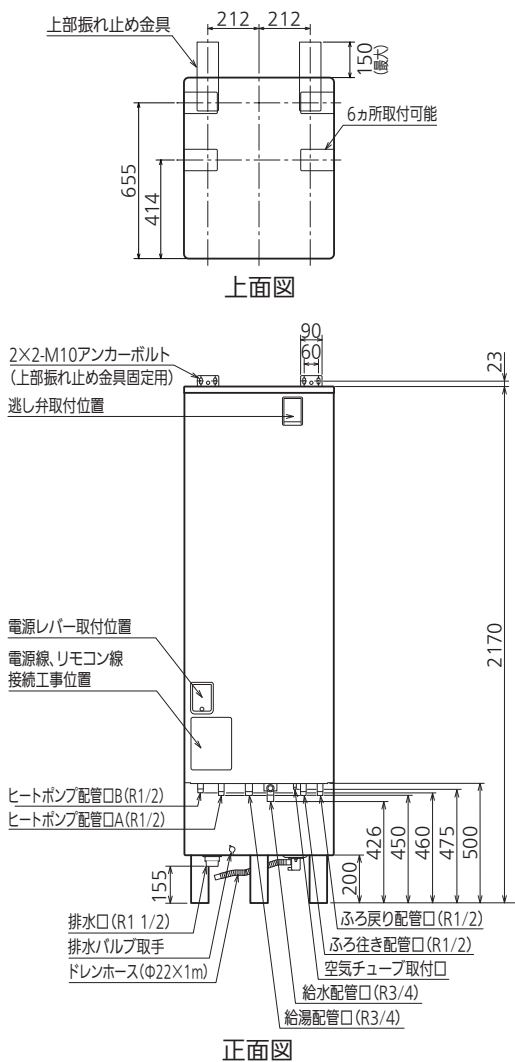 212
212
上部振れ止め金具
150
(最大)
6ヵ所取付可能
655
414
上面図
90
60
23
2×2-M10アンカーボルト
（上部振れ止め金具固定用）
逃し弁取付位置
2170
電源レバー取付位置
電源線、リモコン線
接続工事位置
ヒートポンプ配管口B(R1/2)
ヒートポンプ配管口A(R1/2)
155
200
426
450
460
475
500
排水口(R1 1/2)
排水バルブ取手
ドレンホース(Φ22×1m)
ふろ戻り配管口(R1/2)
ふろ往き配管口(R1/2)
空気チューブ取付口
給水配管口(R3/4)
給湯配管口(R3/4)
正面図